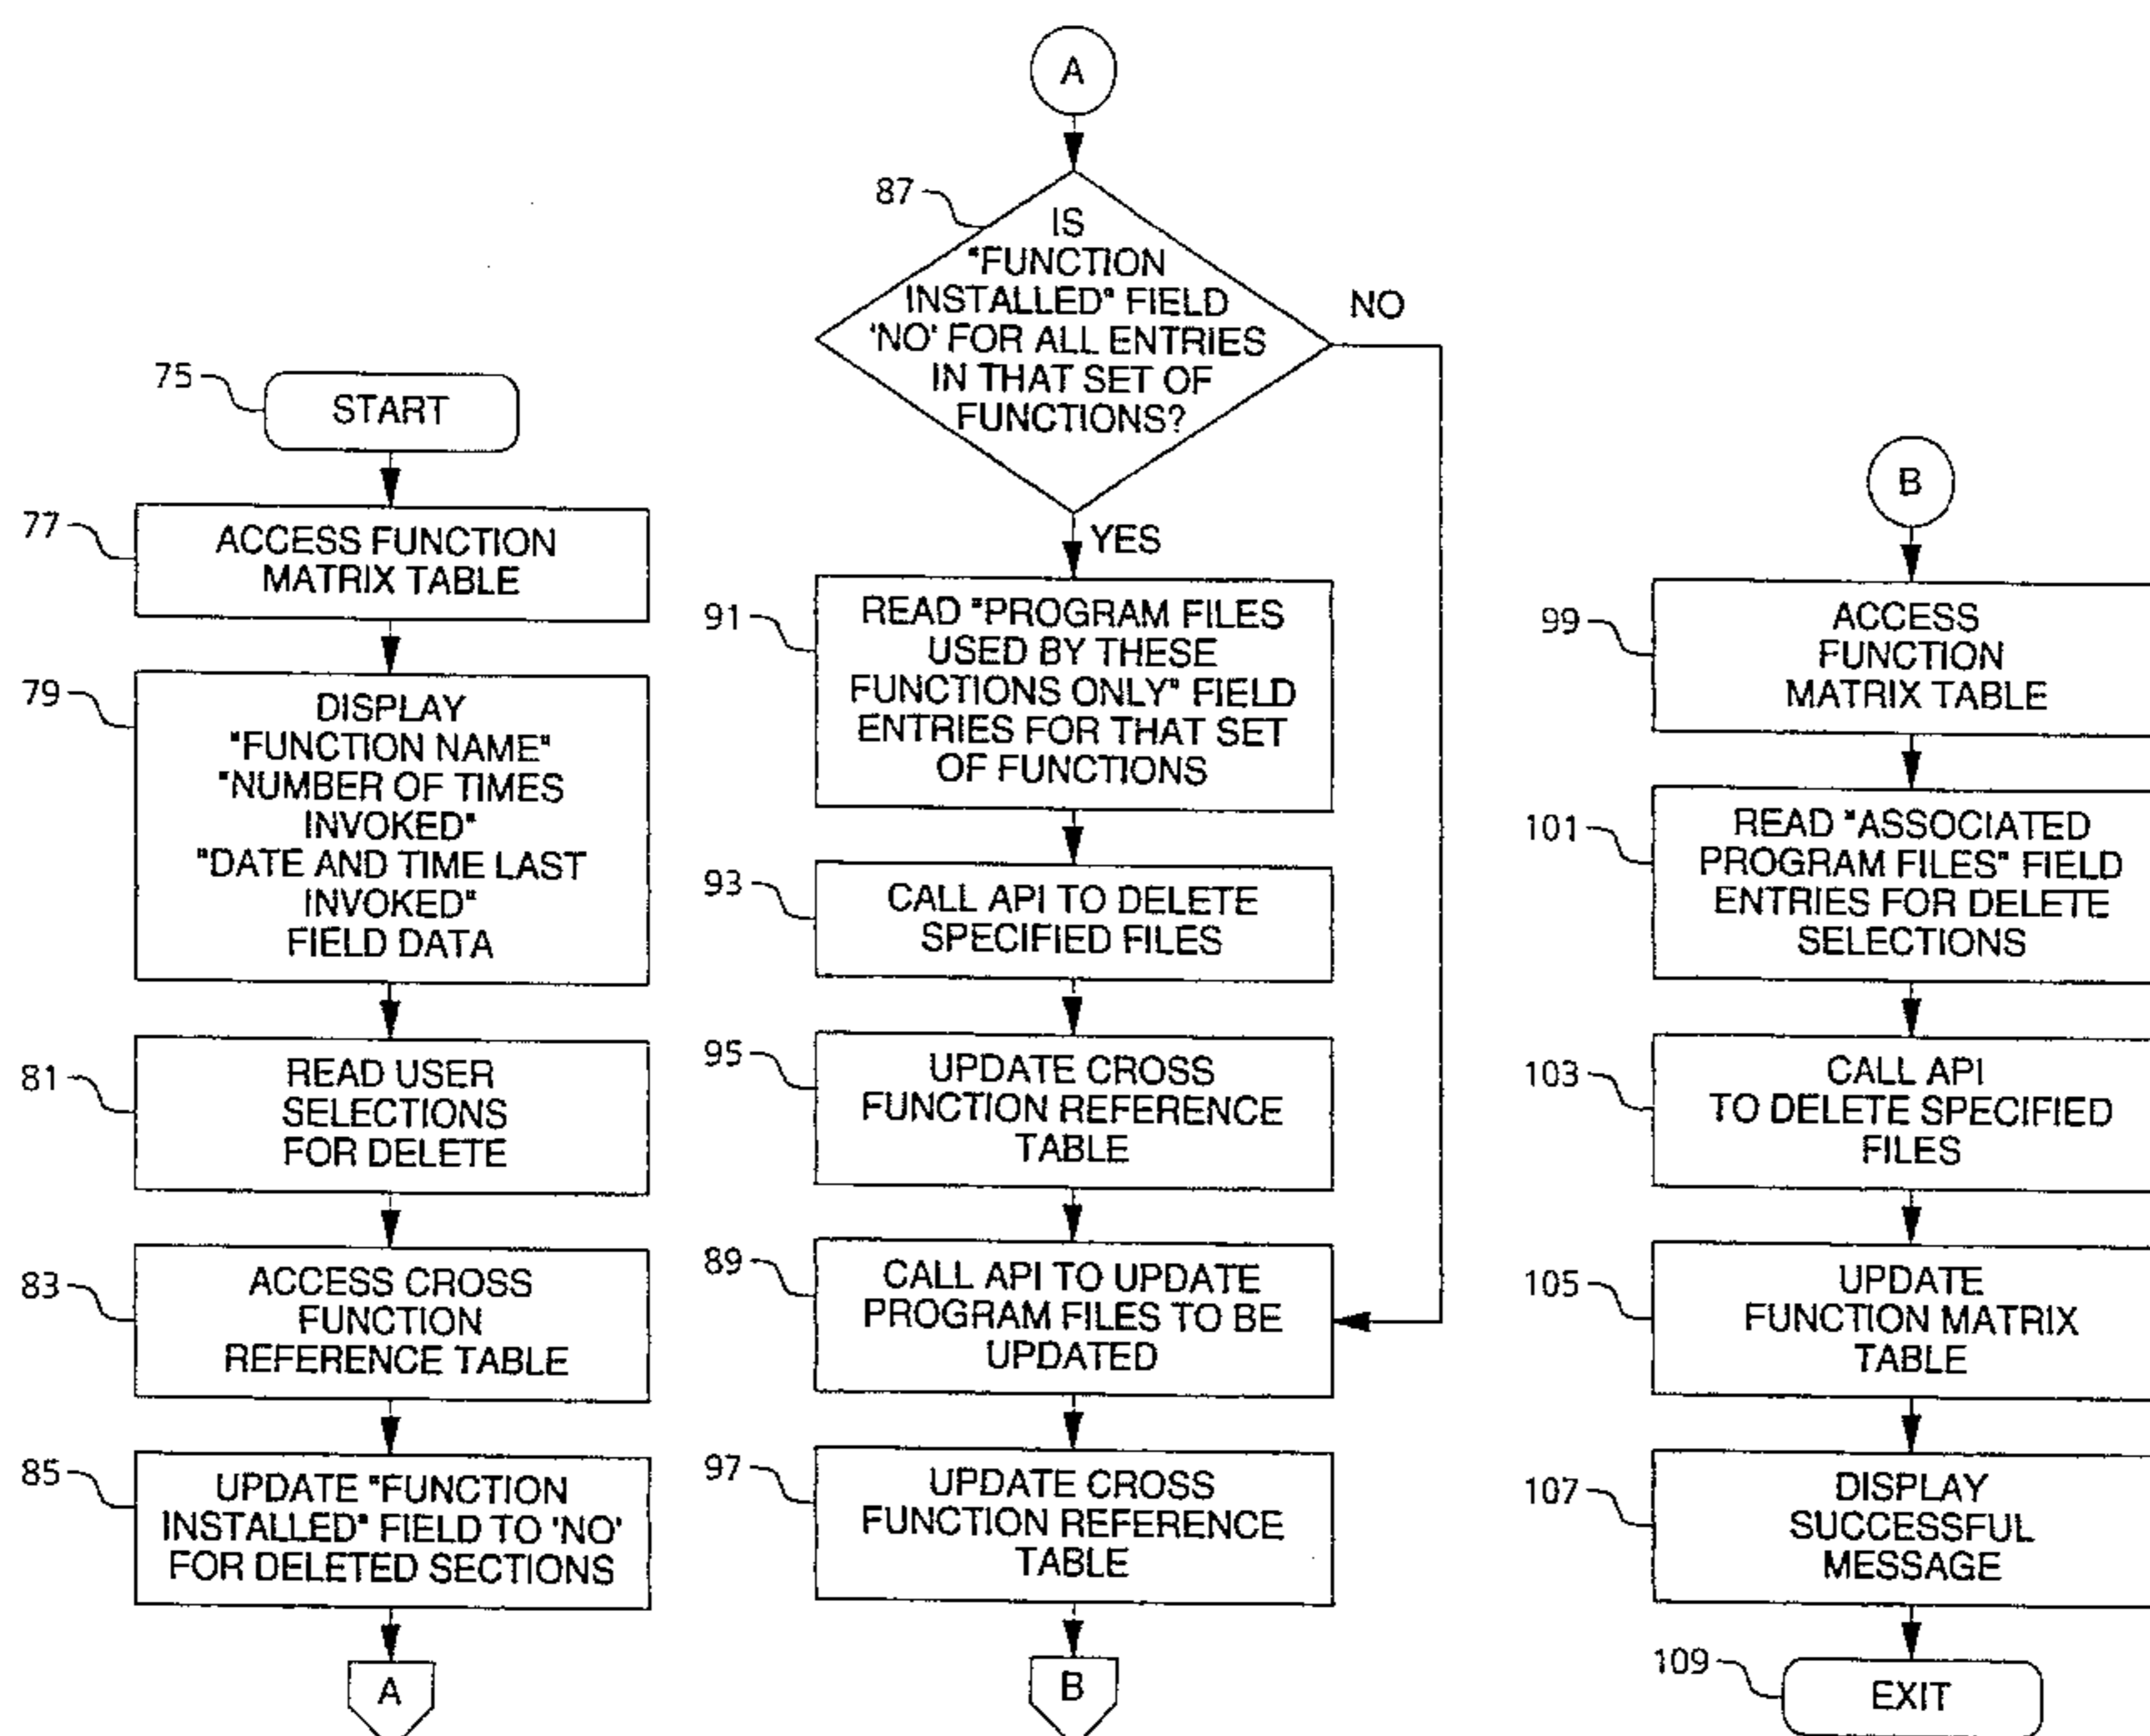 75
START
77
ACCESS FUNCTION
MATRIX TABLE
79
DISPLAY
"FUNCTION NAME"
"NUMBER OF TIMES
INVOKED"
"DATE AND TIME LAST
INVOKED"
FIELD DATA
81
READ USER
SELECTIONS
FOR DELETE
83
ACCESS CROSS
FUNCTION
REFERENCE TABLE
85
UPDATE "FUNCTION
INSTALLED" FIELD TO 'NO'
FOR DELETED SECTIONS
A
A
87
IS
"FUNCTION
INSTALLED" FIELD
'NO' FOR ALL ENTRIES
IN THAT SET OF
FUNCTIONS?
NO
YES
91
READ "PROGRAM FILES
USED BY THESE
FUNCTIONS ONLY" FIELD
ENTRIES FOR THAT SET
OF FUNCTIONS
93
CALL API TO DELETE
SPECIFIED FILES
95
UPDATE CROSS
FUNCTION REFERENCE
TABLE
89
CALL API TO UPDATE
PROGRAM FILES TO BE
UPDATED
97
UPDATE CROSS
FUNCTION REFERENCE
TABLE
B
B
99
ACCESS
FUNCTION
MATRIX TABLE
101
READ "ASSOCIATED
PROGRAM FILES" FIELD
ENTRIES FOR DELETE
SELECTIONS
103
CALL API
TO DELETE SPECIFIED
FILES
105
UPDATE
FUNCTION MATRIX
TABLE
107
DISPLAY
SUCCESSFUL
MESSAGE
109
EXIT